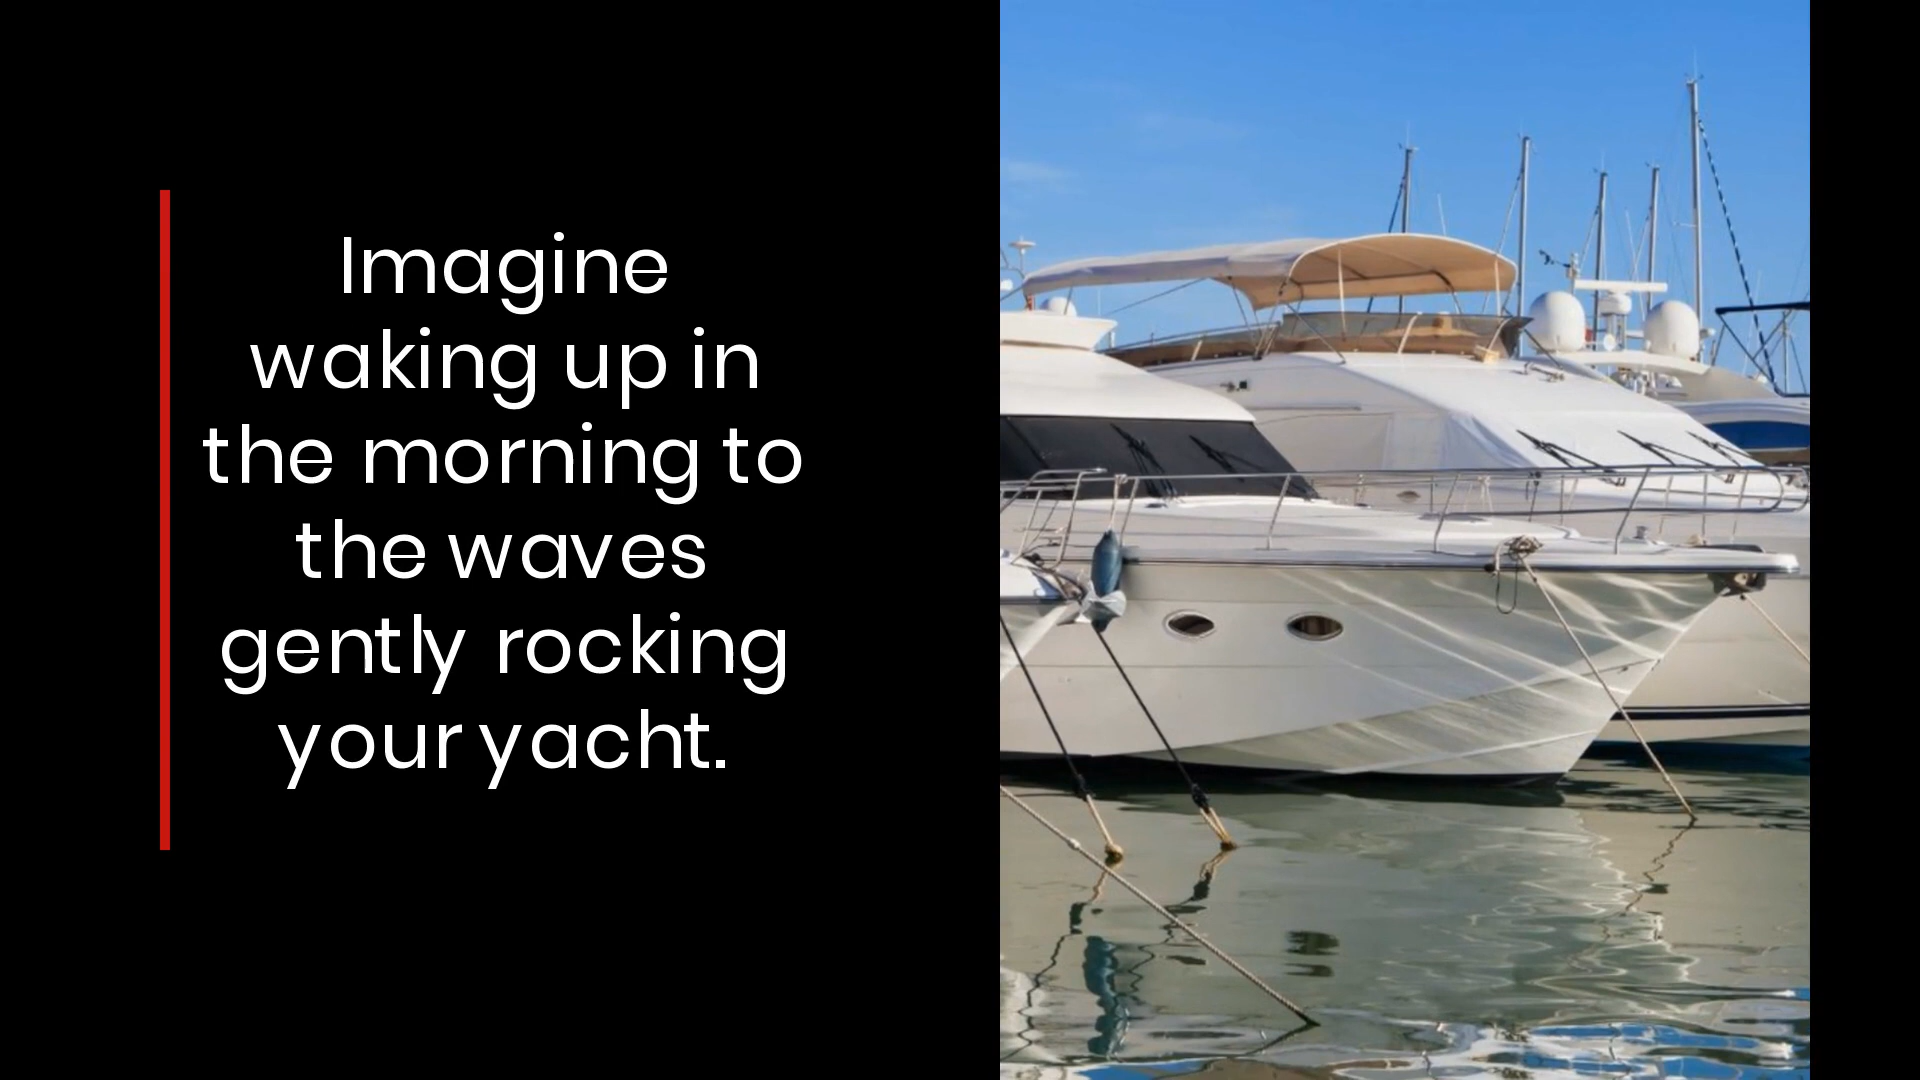 Imagine
waking up in
the morning to
the waves
gently rocking
your yacht.